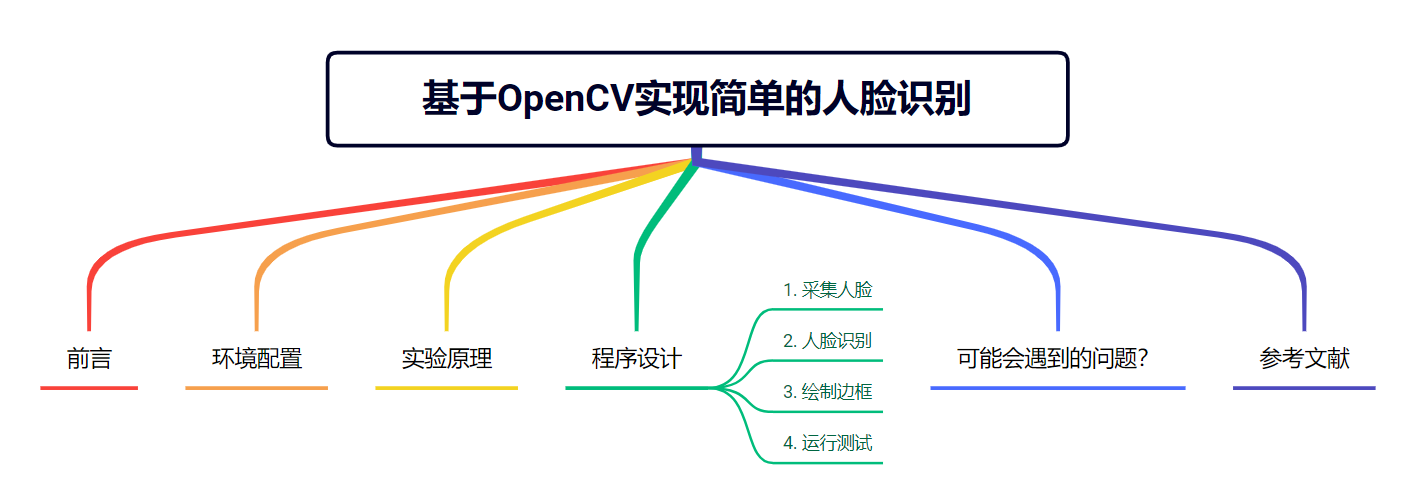 基于OpenCV实现简单的人脸识别
前言
环境配置
实验原理
程序设计
1. 采集人脸
2. 人脸识别
3. 绘制边框
4. 运行测试
可能会遇到的问题?
参考文献